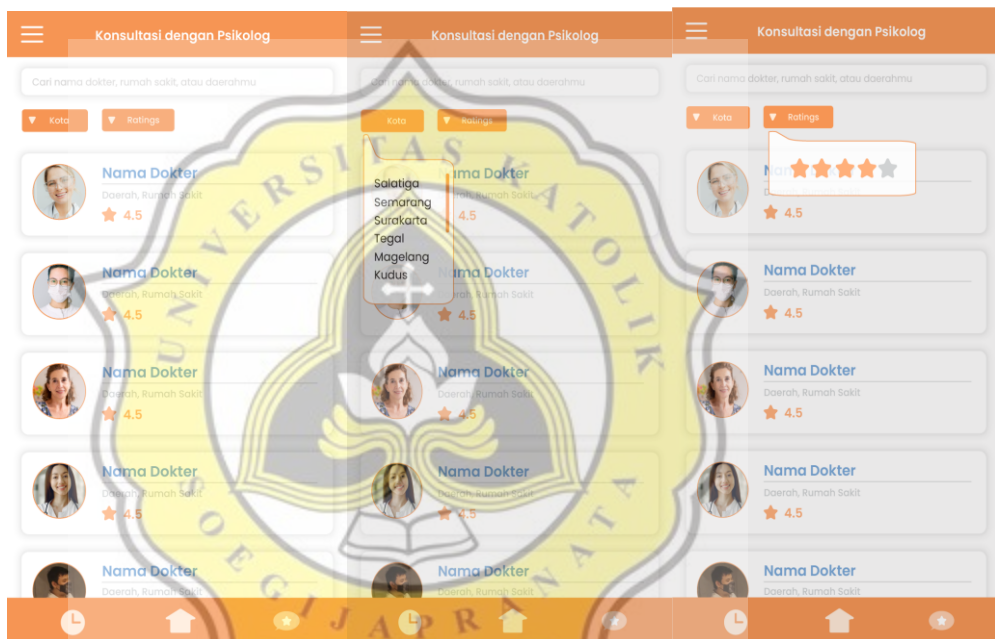 Konsultasi dengan Psikolog
Cari nama dokter, rumah sakit, atau daerahmu
Kota
Ratings
Nama Dokter
Daerah, Rumah Sakit
4.5
Nama Dokter
Daerah, Rumah Sakit
4.5
Nama Dokter
Daerah, Rumah Sakit
4.5
Nama Dokter
Daerah, Rumah Sakit
4.5
Nama Dokter
Daerah, Rumah Sakit
Konsultasi dengan Psikolog
Cari nama dokter, rumah sakit, atau daerahmu
Kota
Ratings
Salatiga
Semarang
Surakarta
Tegal
Magelang
Kudus
ama Dokter
4.5
Nama Dokter
Rumah Sakit
4.5
Nama Dokter
Daerah, Rumah Sakit
4.5
Nama Dokter
Daerah, Rumah Sakit
4.5
Nama Dokter
Daerah, Rumah Sakit
Konsultasi dengan Psikolog
Cari nama dokter, rumah sakit, atau daerahmu
Kota
Ratings
4.5
Nama Dokter
Daerah, Rumah Sakit
4.5
Nama Dokter
Daerah, Rumah Sakit
4.5
Nama Dokter
Daerah, Rumah Sakit
4.5
Nama Dokter
Daerah, Rumah Sakit
UNIVERSITAS KATOLIK
SOEGIJAPRANATA